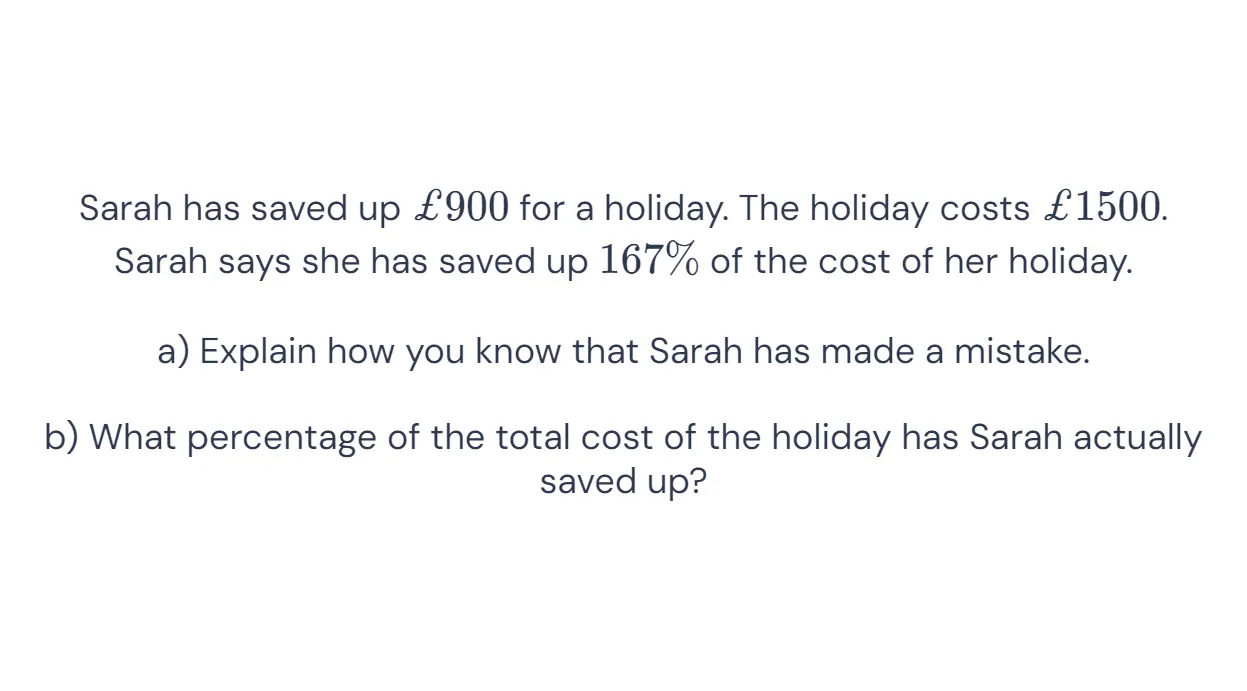 Sarah has saved up £900 for a holiday. The holiday costs £1500.
Sarah says she has saved up 167% of the cost of her holiday.
a) Explain how you know that Sarah has made a mistake.
b) What percentage of the total cost of the holiday has Sarah actually
saved up?